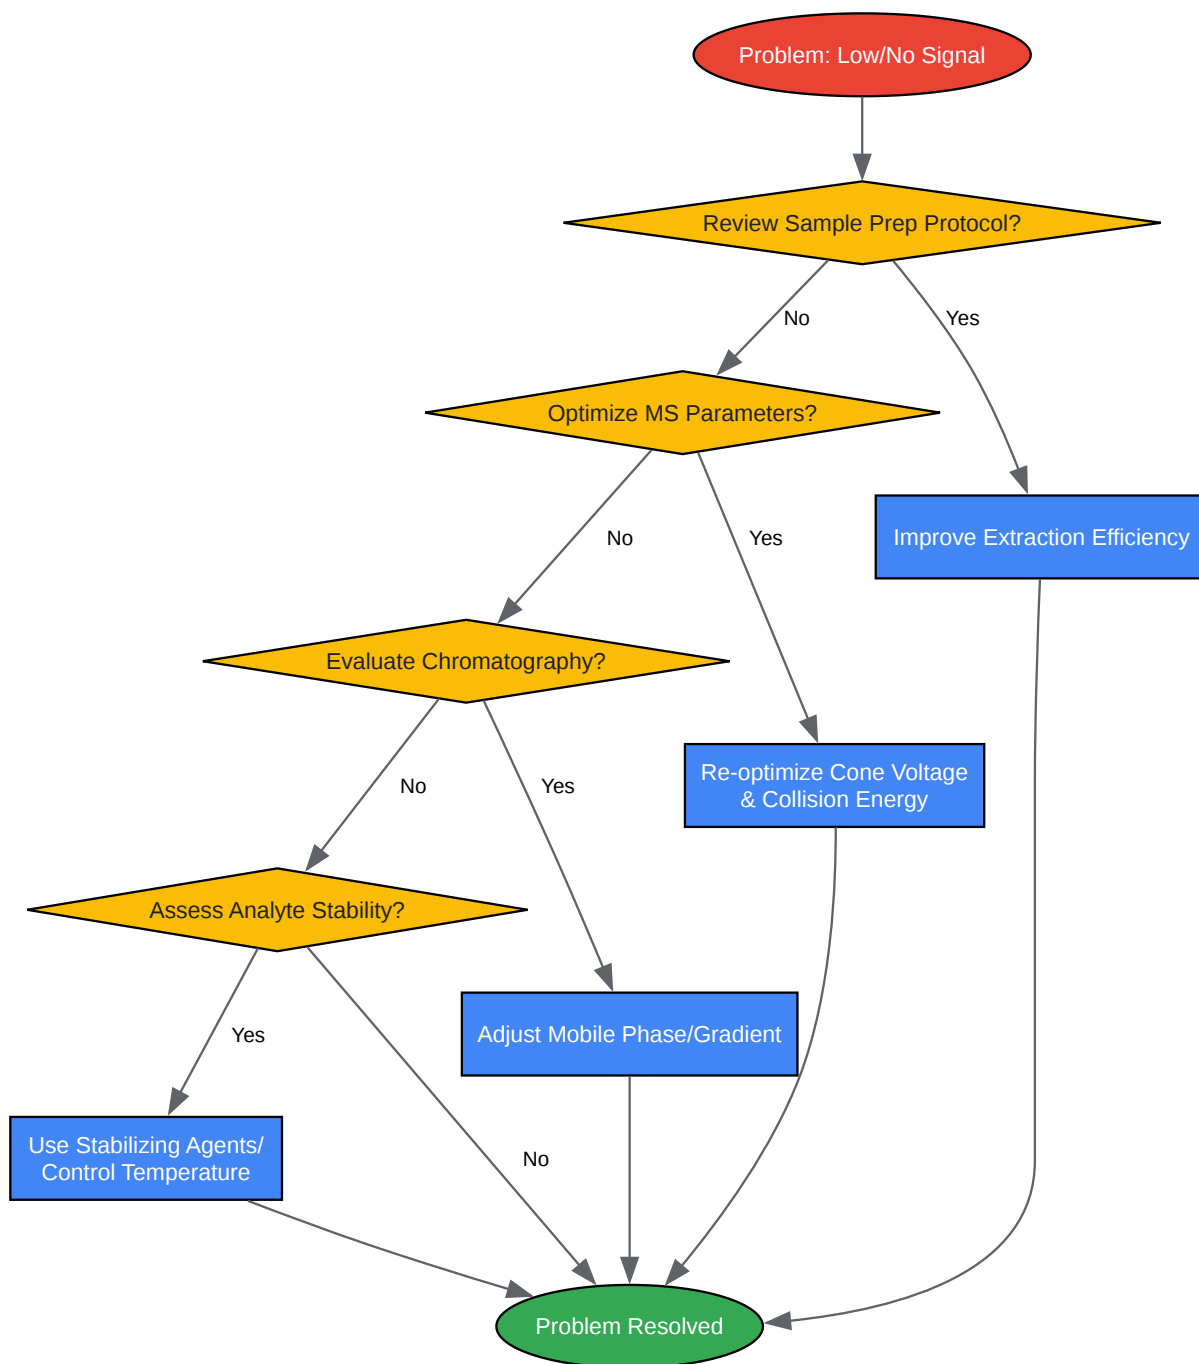 Problem: Low/No Signal
Review Sample Prep Protocol?
No
Yes
Optimize MS Parameters?
No
Yes
Improve Extraction Efficiency
Evaluate Chromatography?
No
Yes
Re-optimize Cone Voltage
& Collision Energy
Assess Analyte Stability?
Yes
No
Adjust Mobile Phase/Gradient
Use Stabilizing Agents/
Control Temperature
Problem Resolved